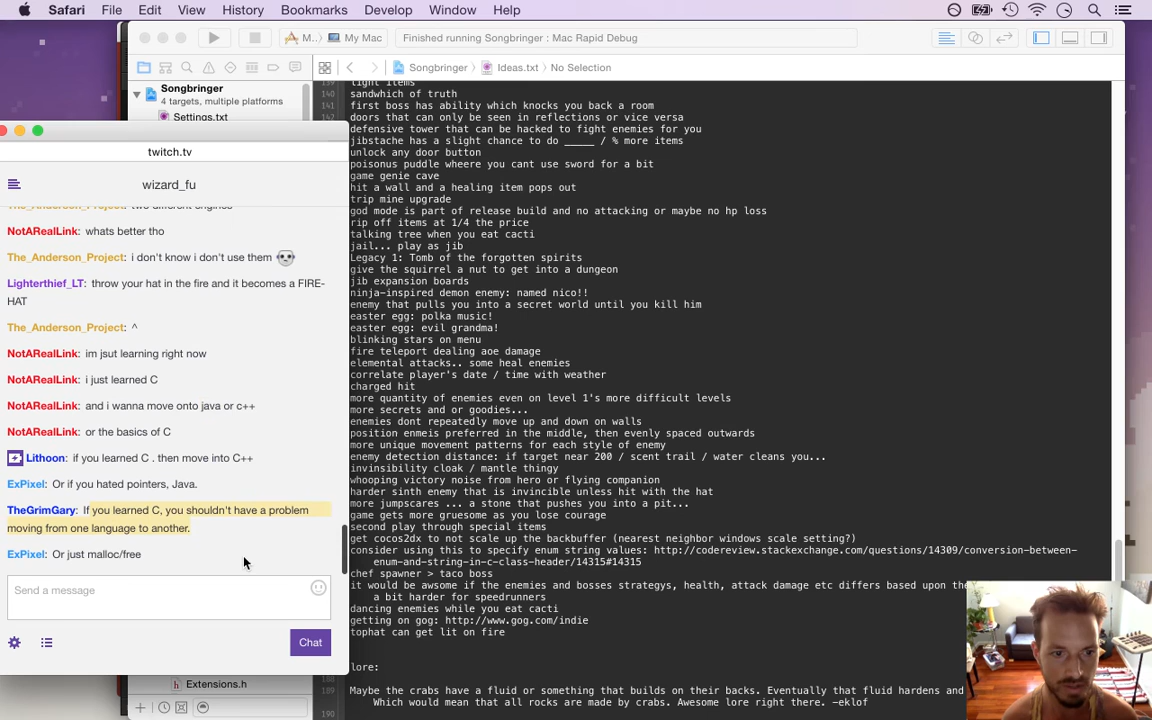 Safari File Edit View History Bookmarks Develop Window Help
M... My Mac
Finished running Songbringer : Mac Rapid Debug
Songbringer
4 targets, multiple platforms
Settings.txt
Songbringer Ideas.txt No Selection
twitch.tv
wizard_fu
NotARealLink: whats better tho
The_Anderson_Project: i don't know i don't use them
Lighterthief_LT: throw your hat in the fire and it becomes a FIRE-
HAT
The_Anderson_Project: ^
NotARealLink: im jsut learning right now
NotARealLink: i just learned C
NotARealLink: and i wanna move onto java or c++
NotARealLink: or the basics of C
Lithoon: if you learned C . then move into C++
ExPixel: Or if you hated pointers, Java.
TheGrimGary: If you learned C, you shouldn't have a problem
moving from one language to another.
ExPixel: Or just malloc/free
Send a message
Chat
Extensions.h
light items
140 sandwhich of truth
141 first boss has ability which knocks you back a room
142 doors that can only be seen in reflections or vice versa
143 defensive tower that can be hacked to fight enemies for you
144 jibstache has a slight chance to do _____ / % more items
unlock any door button
poisonus puddle wheere you cant use sword for a bit
game genie cave
hit a wall and a healing item pops out
trip mine upgrade
god mode is part of release build and no attacking or maybe no hp loss
rip off items at 1/4 the price
talking tree when you eat cacti
jail... play as jib
Legacy 1: Tomb of the forgotten spirits
give the squirrel a nut to get into a dungeon
jib expansion boards
ninja-inspired demon enemy: named nico!!
enemy that pulls you into a secret world until you kill him
easter egg: polka music!
easter egg: evil grandma!
blinking stars on menu
fire teleport dealing aoe damage
elemental attacks.. some heal enemies
correlate player's date / time with weather
charged hit
more quantity of enemies even on level 1's more difficult levels
more secrets and or goodies...
enemies dont repeatedly move up and down on walls
position enmeis preferred in the middle, then evenly spaced outwards
more unique movement patterns for each style of enemy
enemy detection distance: if target near 200 / scent trail / water cleans you...
invisibility cloak / mantle thingy
whooping victory noise from hero or flying companion
harder sinth enemy that is invincible unless hit with the hat
more jumpscares ... a stone that pushes you into a pit...
game gets more gruesome as you lose courage
second play through special items
get cocos2dx to not scale up the backbuffer (nearest neighbor windows scale option?)
consider using this to specify enum string values: http://codereview.stackexchange.com/questions/14309/conversion-between-
enum-and-string-in-c-class-header/14315#14315
chef spawner > taco boss
it would be awsome if the enemies and bosses strategys, health, attack damage etc differs based upon the
a bit harder for speedrunners
dancing enemies while you eat cacti
getting on gog: http://www.gog.com/indie
tophat can get lit on fire
lore:
189 Maybe the crabs have a fluid or something that builds on their backs. Eventually that fluid hardens and
Which would mean that all rocks are made by crabs. Awesome lore right there. -eklof
190